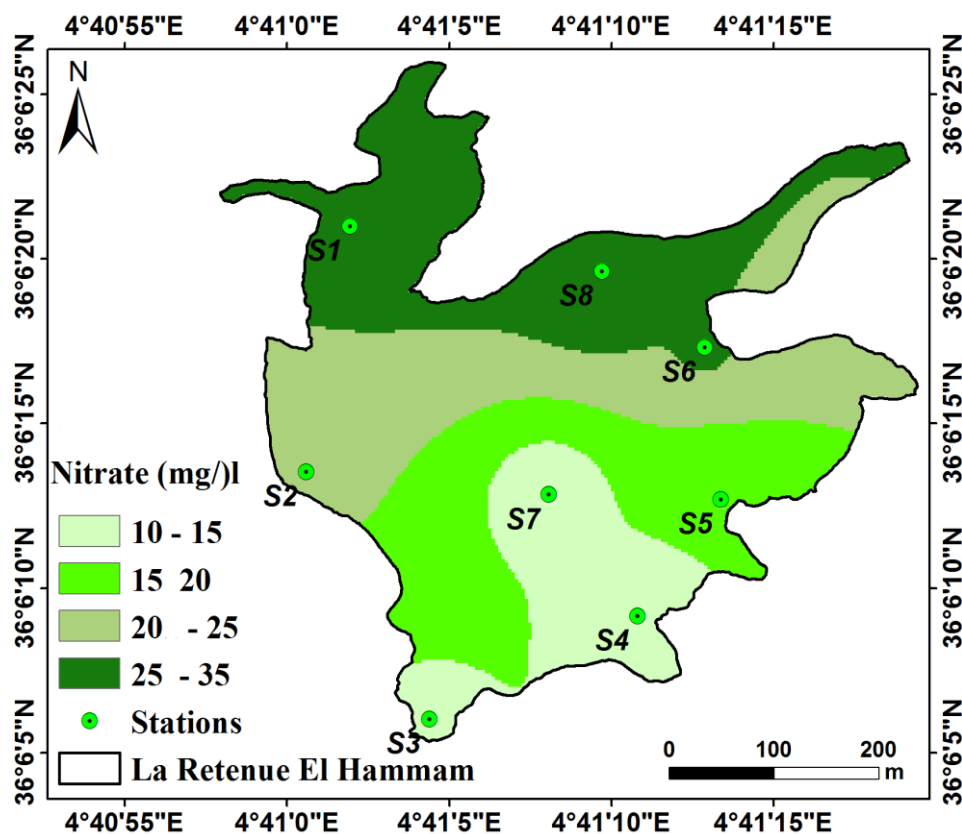 4°40'55"E 4°41'0"E 4°41'5"E 4°41'10"E 4°41'15"E
N
36°6'25"N 36°6'25"N
36°6'20"N 36°6'20"N
36°6'15"N 36°6'15"N
36°6'10"N 36°6'10"N
36°6'5"N 36°6'5"N
S1
S8
S6
S2
S7
S5
S4
S3
Nitrate (mg/)l
10 - 15
15 20
20 - 25
25 - 35
Stations
La Retenue El Hammam
0 100 200
m
4°40'55"E 4°41'0"E 4°41'5"E 4°41'10"E 4°41'15"E